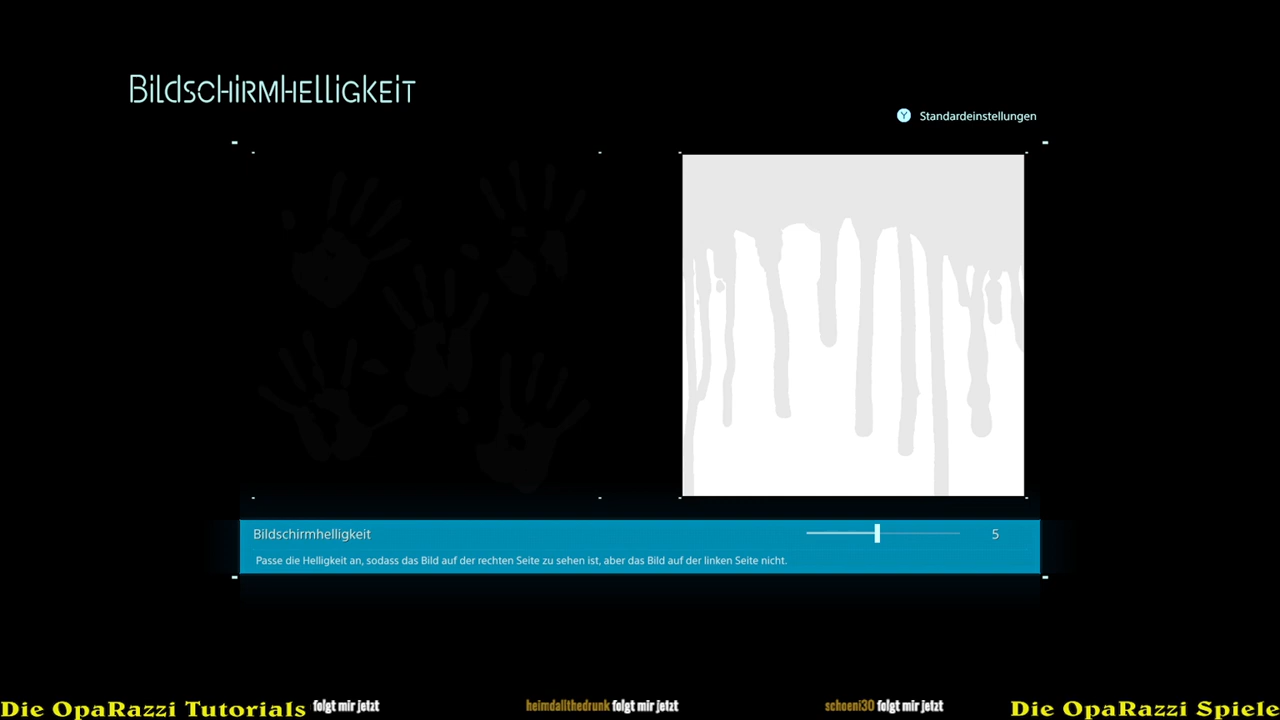 Bildschirmhelligkeit
Y Standardeinstellungen
Bildschirmhelligkeit 5
Passe die Helligkeit an, sodass das Bild auf der rechten Seite zu sehen ist, aber das Bild auf der linken Seite nicht.
Die OpaRazzi Tutorials folgt mir jetzt heimdallthedrunk folgt mir jetzt schoeni30 folgt mir jetzt Die OpaRazzi Spiele